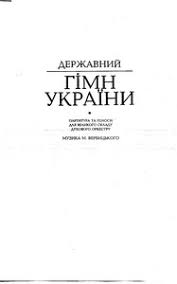 ДЕРЖАВНИЙ
ГІМН
УКРАЇНИ
ПАРТИТУРА ТА ГОЛОСИ
ДЛЯ ВЕЛИКОГО СКЛАДУ
ДУХОВОГО ОРКЕСТРУ
МУЗИКА М. ВЕРБИЦЬКОГО